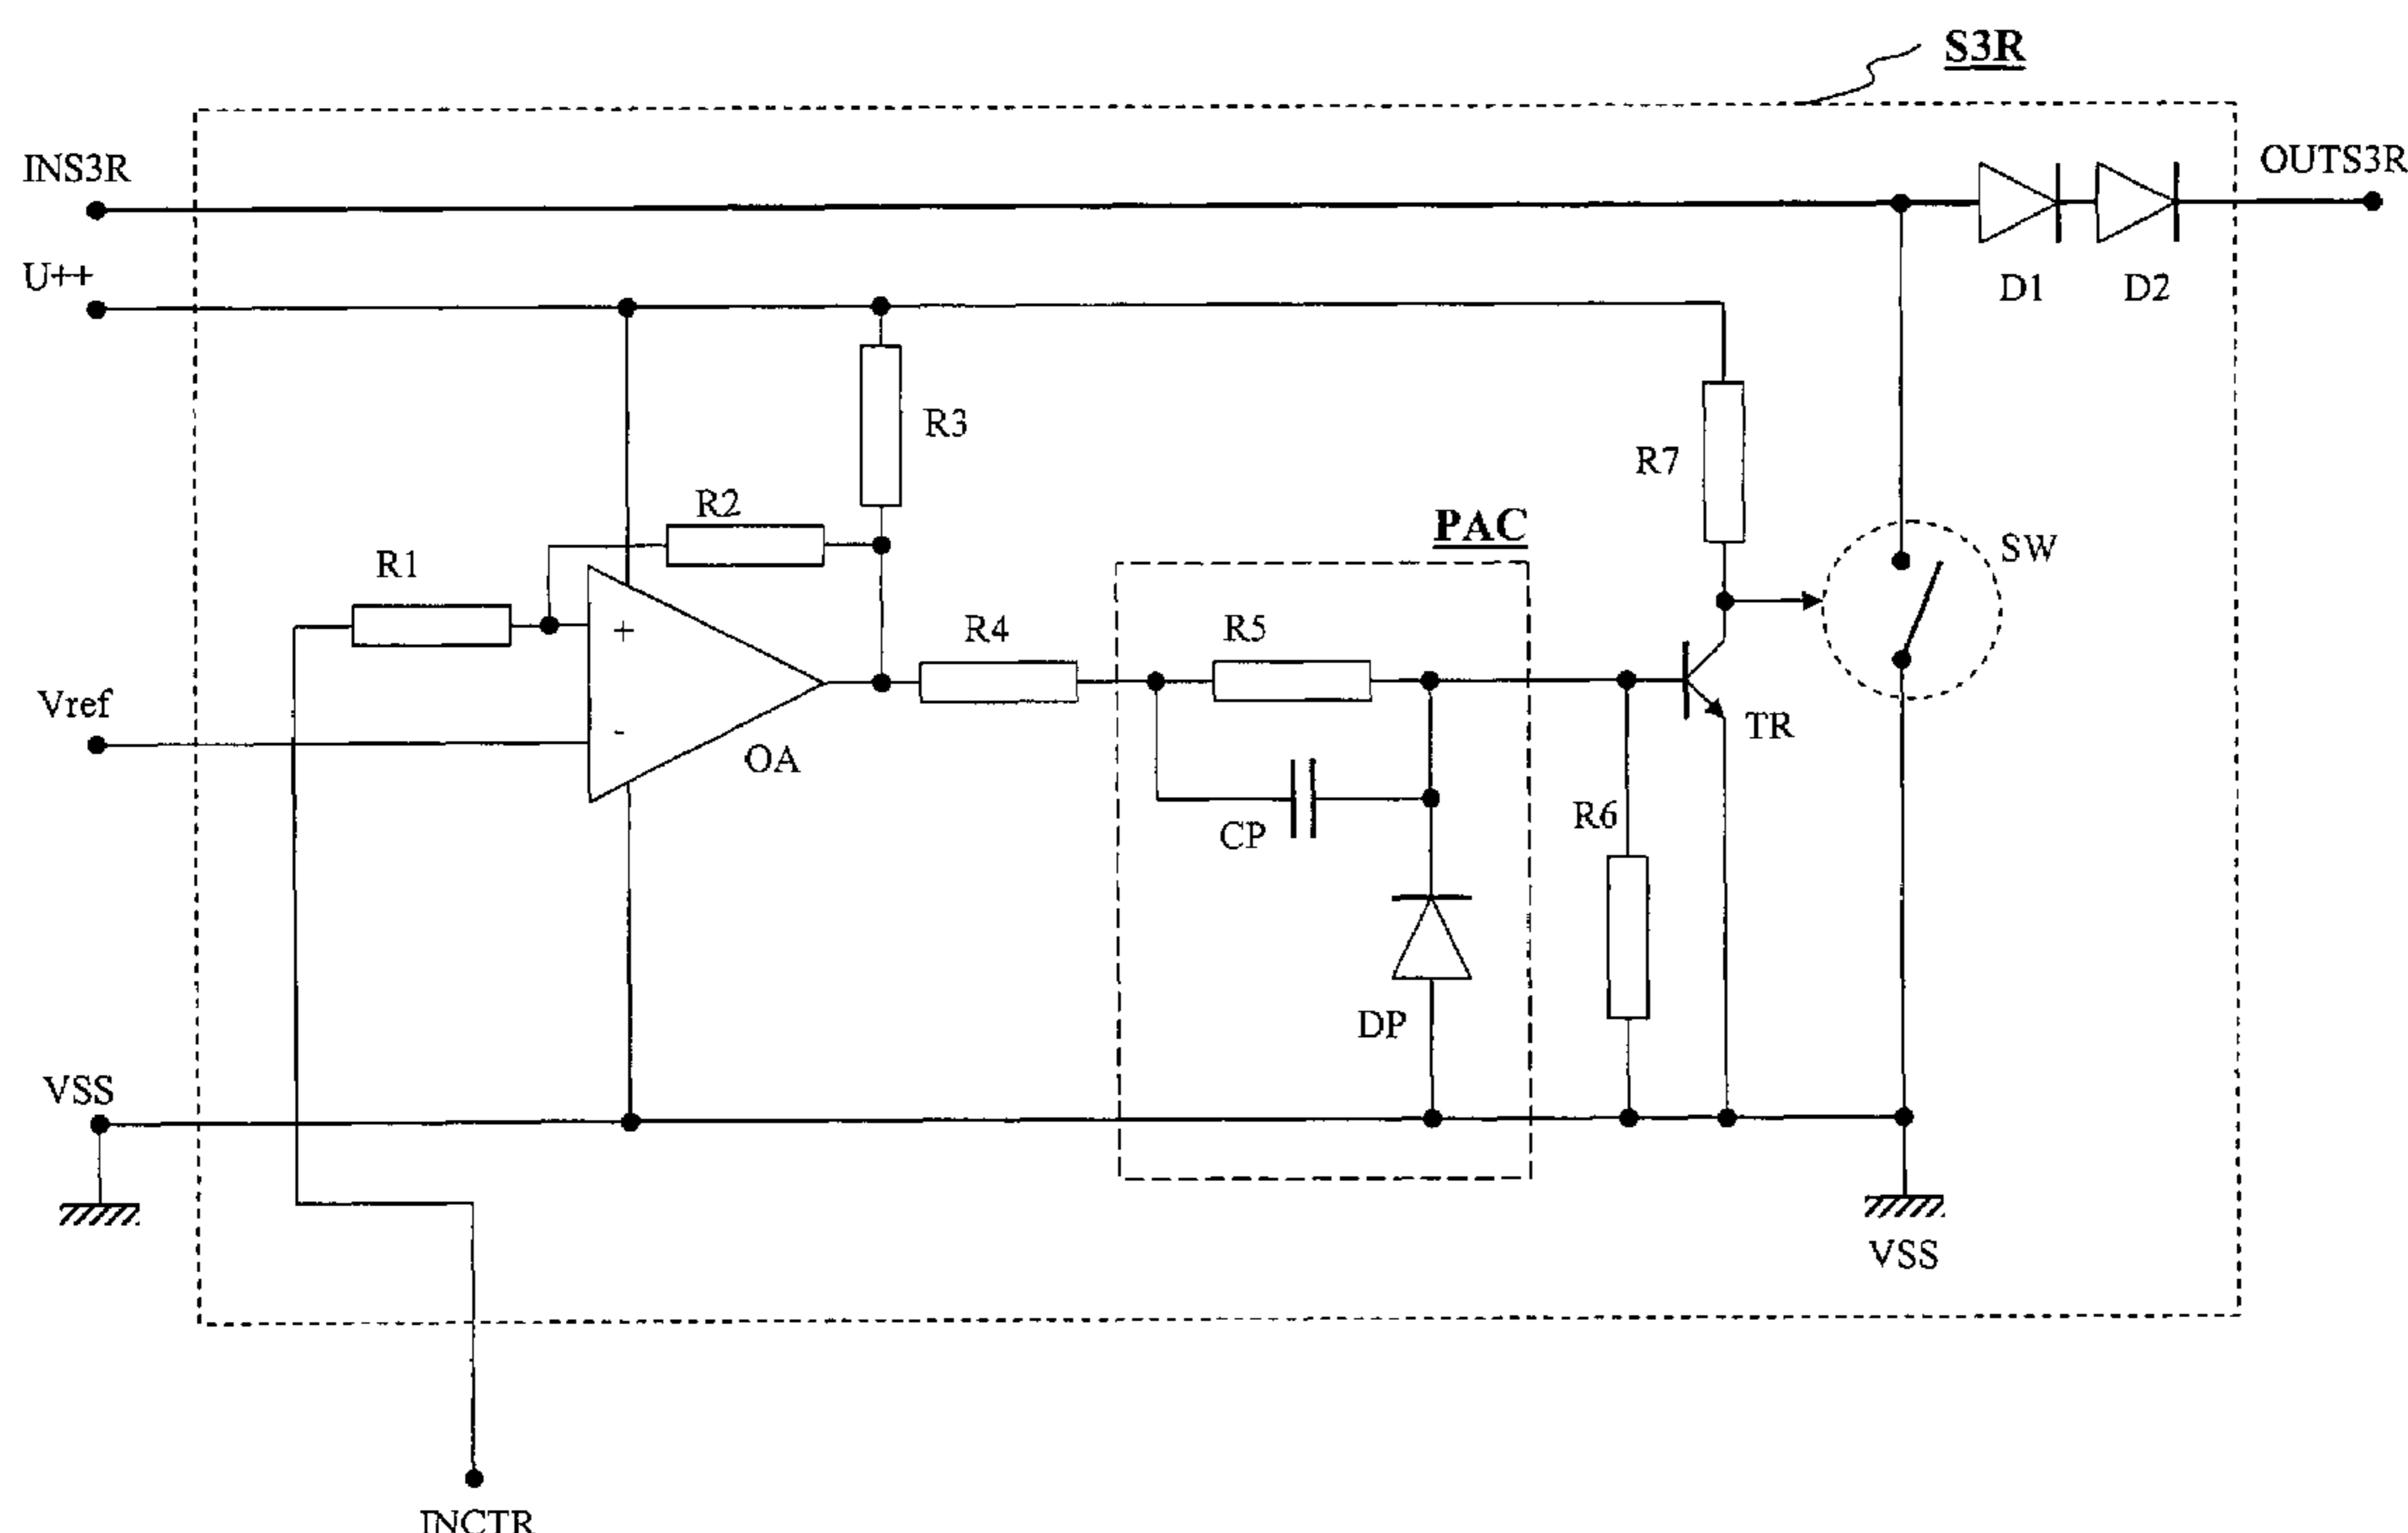 S3R
INS3R
OUTS3R
U++
D1
D2
R3
R7
R2
PAC
SW
R1
+
R4
R5
Vref
-
OA
TR
CP
R6
DP
VSS
VSS
INCTR